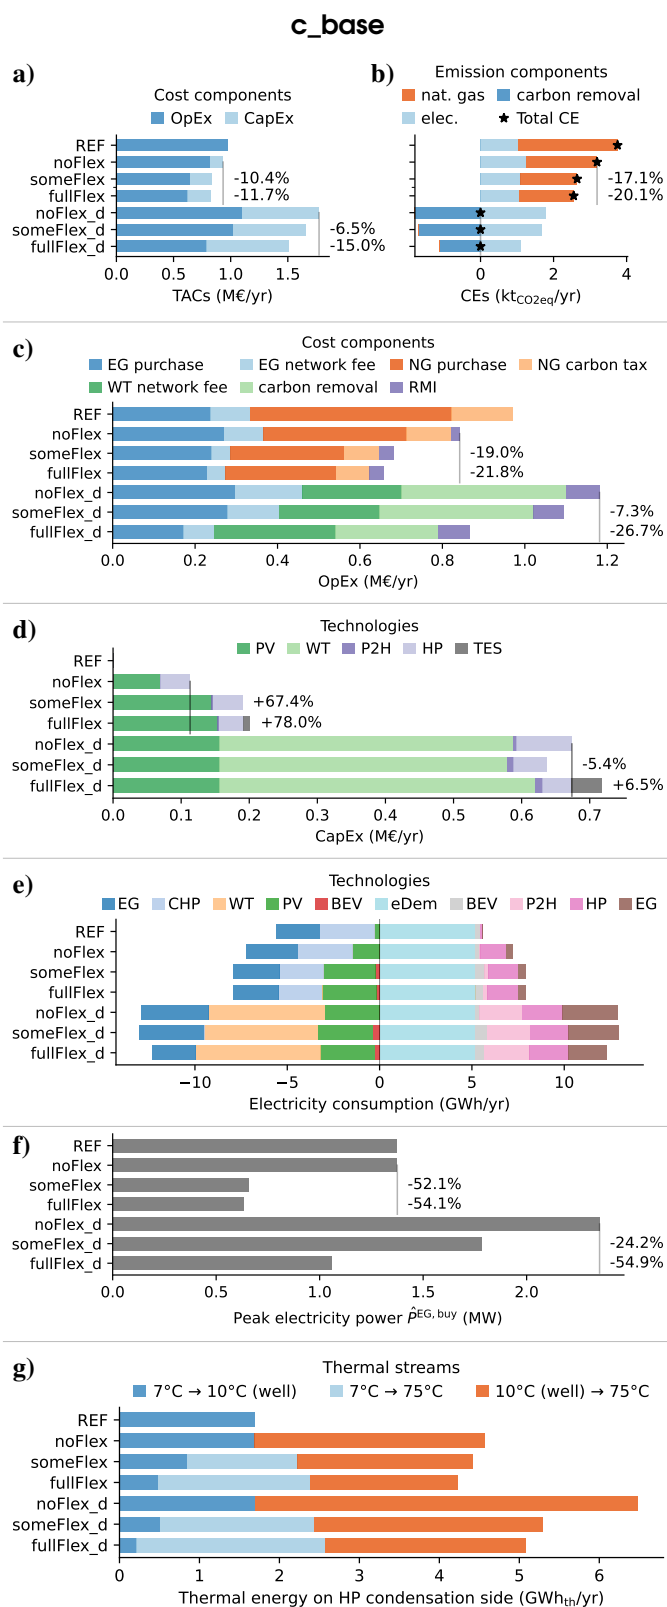 c_base
a)
Cost components
OpEx CapEx
REF
noFlex
someFlex -10.4%
fullFlex -11.7%
noFlex_d
someFlex_d -6.5%
fullFlex_d -15.0%
0.0 0.5 1.0 1.5
TACs (M€/yr)
b)
Emission components
nat. gas carbon removal
elec. ★ Total CE
-17.1%
-20.1%
0 2 4
CEs (kt_CO2eq/yr)
c)
Cost components
EG purchase EG network fee NG purchase NG carbon tax
WT network fee carbon removal RMI
REF
noFlex
someFlex -19.0%
fullFlex -21.8%
noFlex_d
someFlex_d -7.3%
fullFlex_d -26.7%
0.0 0.2 0.4 0.6 0.8 1.0 1.2
OpEx (M€/yr)
d)
Technologies
PV WT P2H HP TES
REF
noFlex
someFlex +67.4%
fullFlex +78.0%
noFlex_d
someFlex_d -5.4%
fullFlex_d +6.5%
0.0 0.1 0.2 0.3 0.4 0.5 0.6 0.7
CapEx (M€/yr)
e)
Technologies
EG CHP WT PV BEV eDem BEV P2H HP EG
REF
noFlex
someFlex
fullFlex
noFlex_d
someFlex_d
fullFlex_d
−10 −5 0 5 10
Electricity consumption (GWh/yr)
f)
REF
noFlex
someFlex -52.1%
fullFlex -54.1%
noFlex_d
someFlex_d -24.2%
fullFlex_d -54.9%
0.0 0.5 1.0 1.5 2.0
Peak electricity power P̂^EG, buy (MW)
g)
Thermal streams
7°C → 10°C (well) 7°C → 75°C 10°C (well) → 75°C
REF
noFlex
someFlex
fullFlex
noFlex_d
someFlex_d
fullFlex_d
0 1 2 3 4 5 6
Thermal energy on HP condensation side (GWh_th/yr)